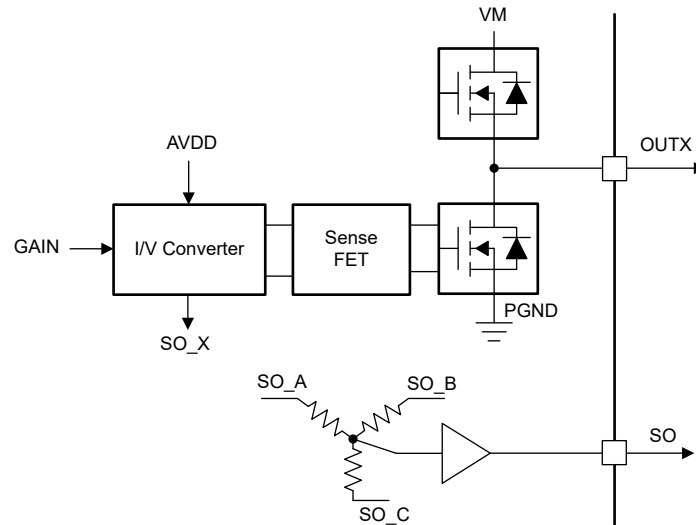 VM
AVDD
OUTX
GAIN
I/V Converter
Sense
FET
PGND
SO_X
SO_A
SO_B
SO
SO_C